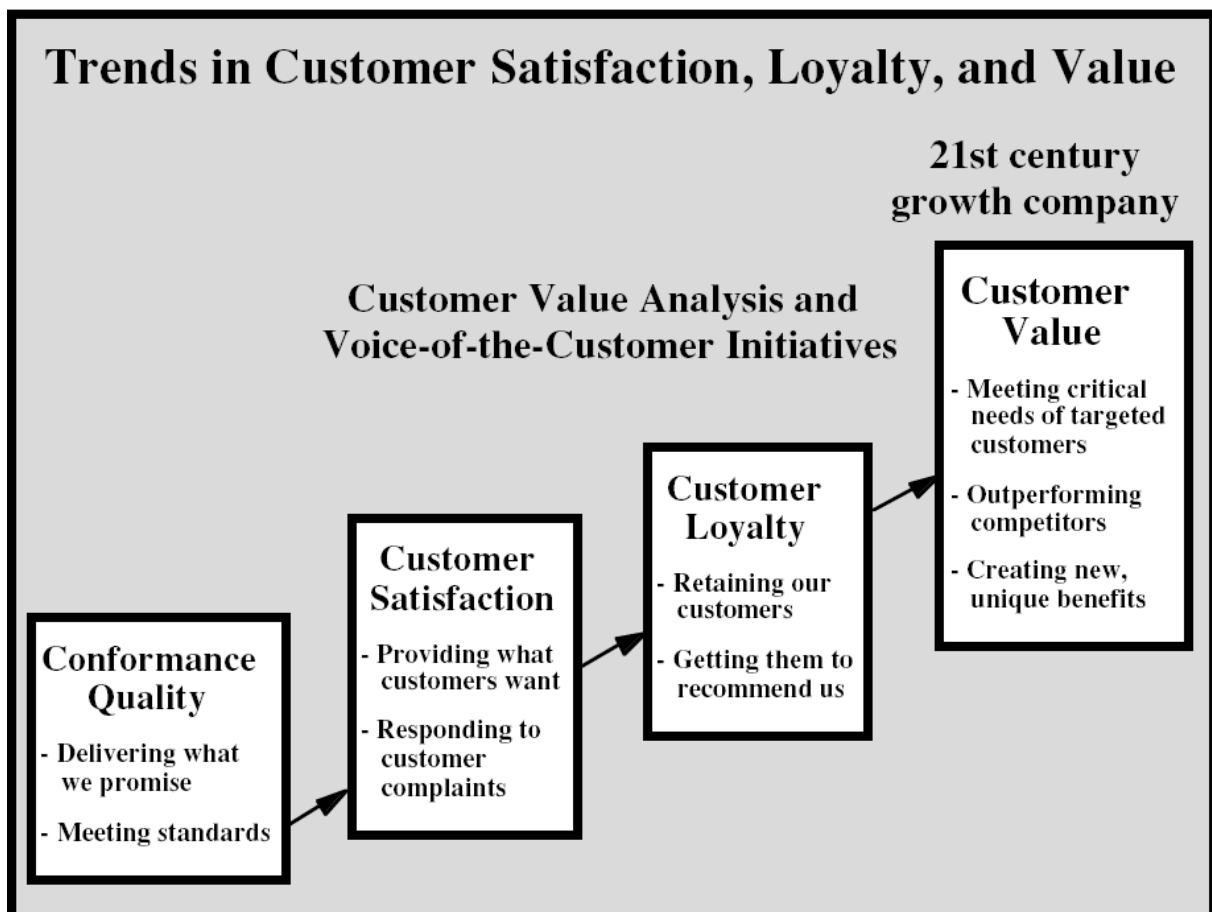 Trends in Customer Satisfaction, Loyalty, and Value
21st century
growth company
Customer Value Analysis and
Voice-of-the-Customer Initiatives
Conformance
Quality
- Delivering what
we promise
- Meeting standards
Customer
Satisfaction
- Providing what
customers want
- Responding to
customer
complaints
Customer
Loyalty
- Retaining our
customers
- Getting them to
recommend us
Customer
Value
- Meeting critical
needs of targeted
customers
- Outperforming
competitors
- Creating new,
unique benefits